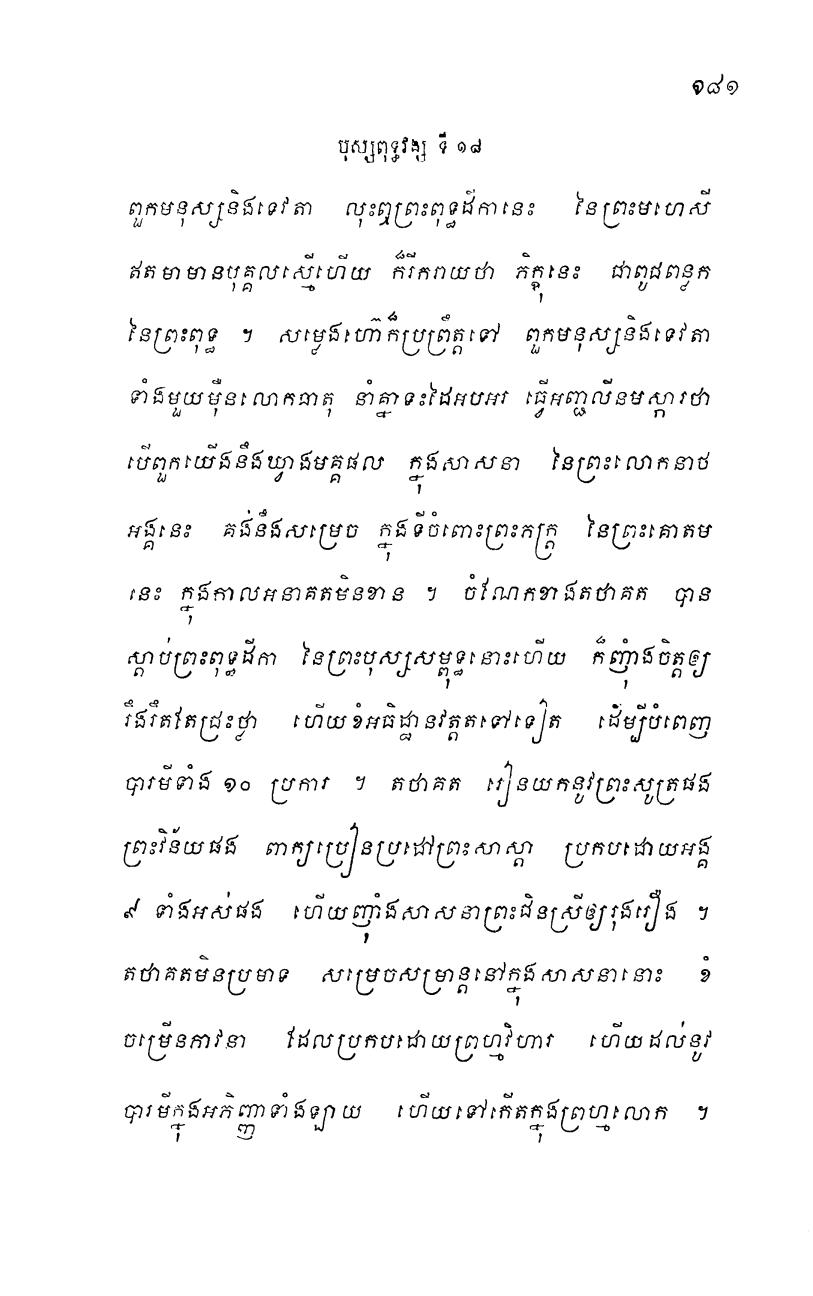 ១៨១
បុស្សពុទ្ធវង្ស ទី ១៨
ពួកមនុស្សនិងទេវតា លុះឮព្រះពុទ្ធដីកានេះ នៃព្រះមហេសី
ឥតមាមានបុគ្គលស្មើហើយ ក៏រីករាយថា ភិក្ខុនេះ ជាពូជពន្លក
នៃព្រះពុទ្ធ ។ សម្លេងហ៊ោក៏ប្រព្រឹត្តទៅ ពួកមនុស្សនិងទេវតា
ទាំងមួយម៉ឺនលោកធាតុ នាំគ្នាទះដៃអបអរ ធ្វើអញ្ជលីនមស្ការថា
បើពួកយើងនឹងឃ្វាងមគ្គផល ក្នុងសាសនា នៃព្រះលោកនាថ
អង្គនេះ គង់នឹងសម្រេច ក្នុងទីចំពោះព្រះភក្ត្រ នៃព្រះគោតម
នេះ ក្នុងកាលអនាគតមិនខាន ។ ចំណែកខាងតថាគត បាន
ស្តាប់ព្រះពុទ្ធដីកា នៃព្រះបុស្សសម្ពុទ្ធនោះហើយ ក៏ញុំាងចិត្តឲ្យ
រឹងរឹតតែជ្រះថ្លា ហើយខំអធិដ្ឋានវត្តតទៅទៀត ដើម្បីបំពេញ
បារមីទាំង ១០ ប្រការ ។ តថាគត រៀនយកនូវព្រះសូត្រផង
ព្រះវិន័យផង ពាក្យប្រៀនប្រដៅព្រះសាស្តា ប្រកបដោយអង្គ
៩ ទាំងអស់ផង ហើយញុំាងសាសនាព្រះជិនស្រីឲ្យរុងរឿង ។
តថាគតមិនប្រមាទ សម្រេចសម្រាន្តនៅក្នុងសាសនានោះ ខំ
ចម្រើនភាវនា ដែលប្រកបដោយព្រហ្មវិហារ ហើយដល់នូវ
បារមីក្នុងអភិញ្ញាទាំងឡាយ ហើយទៅកើតក្នុងព្រហ្មលោក ។